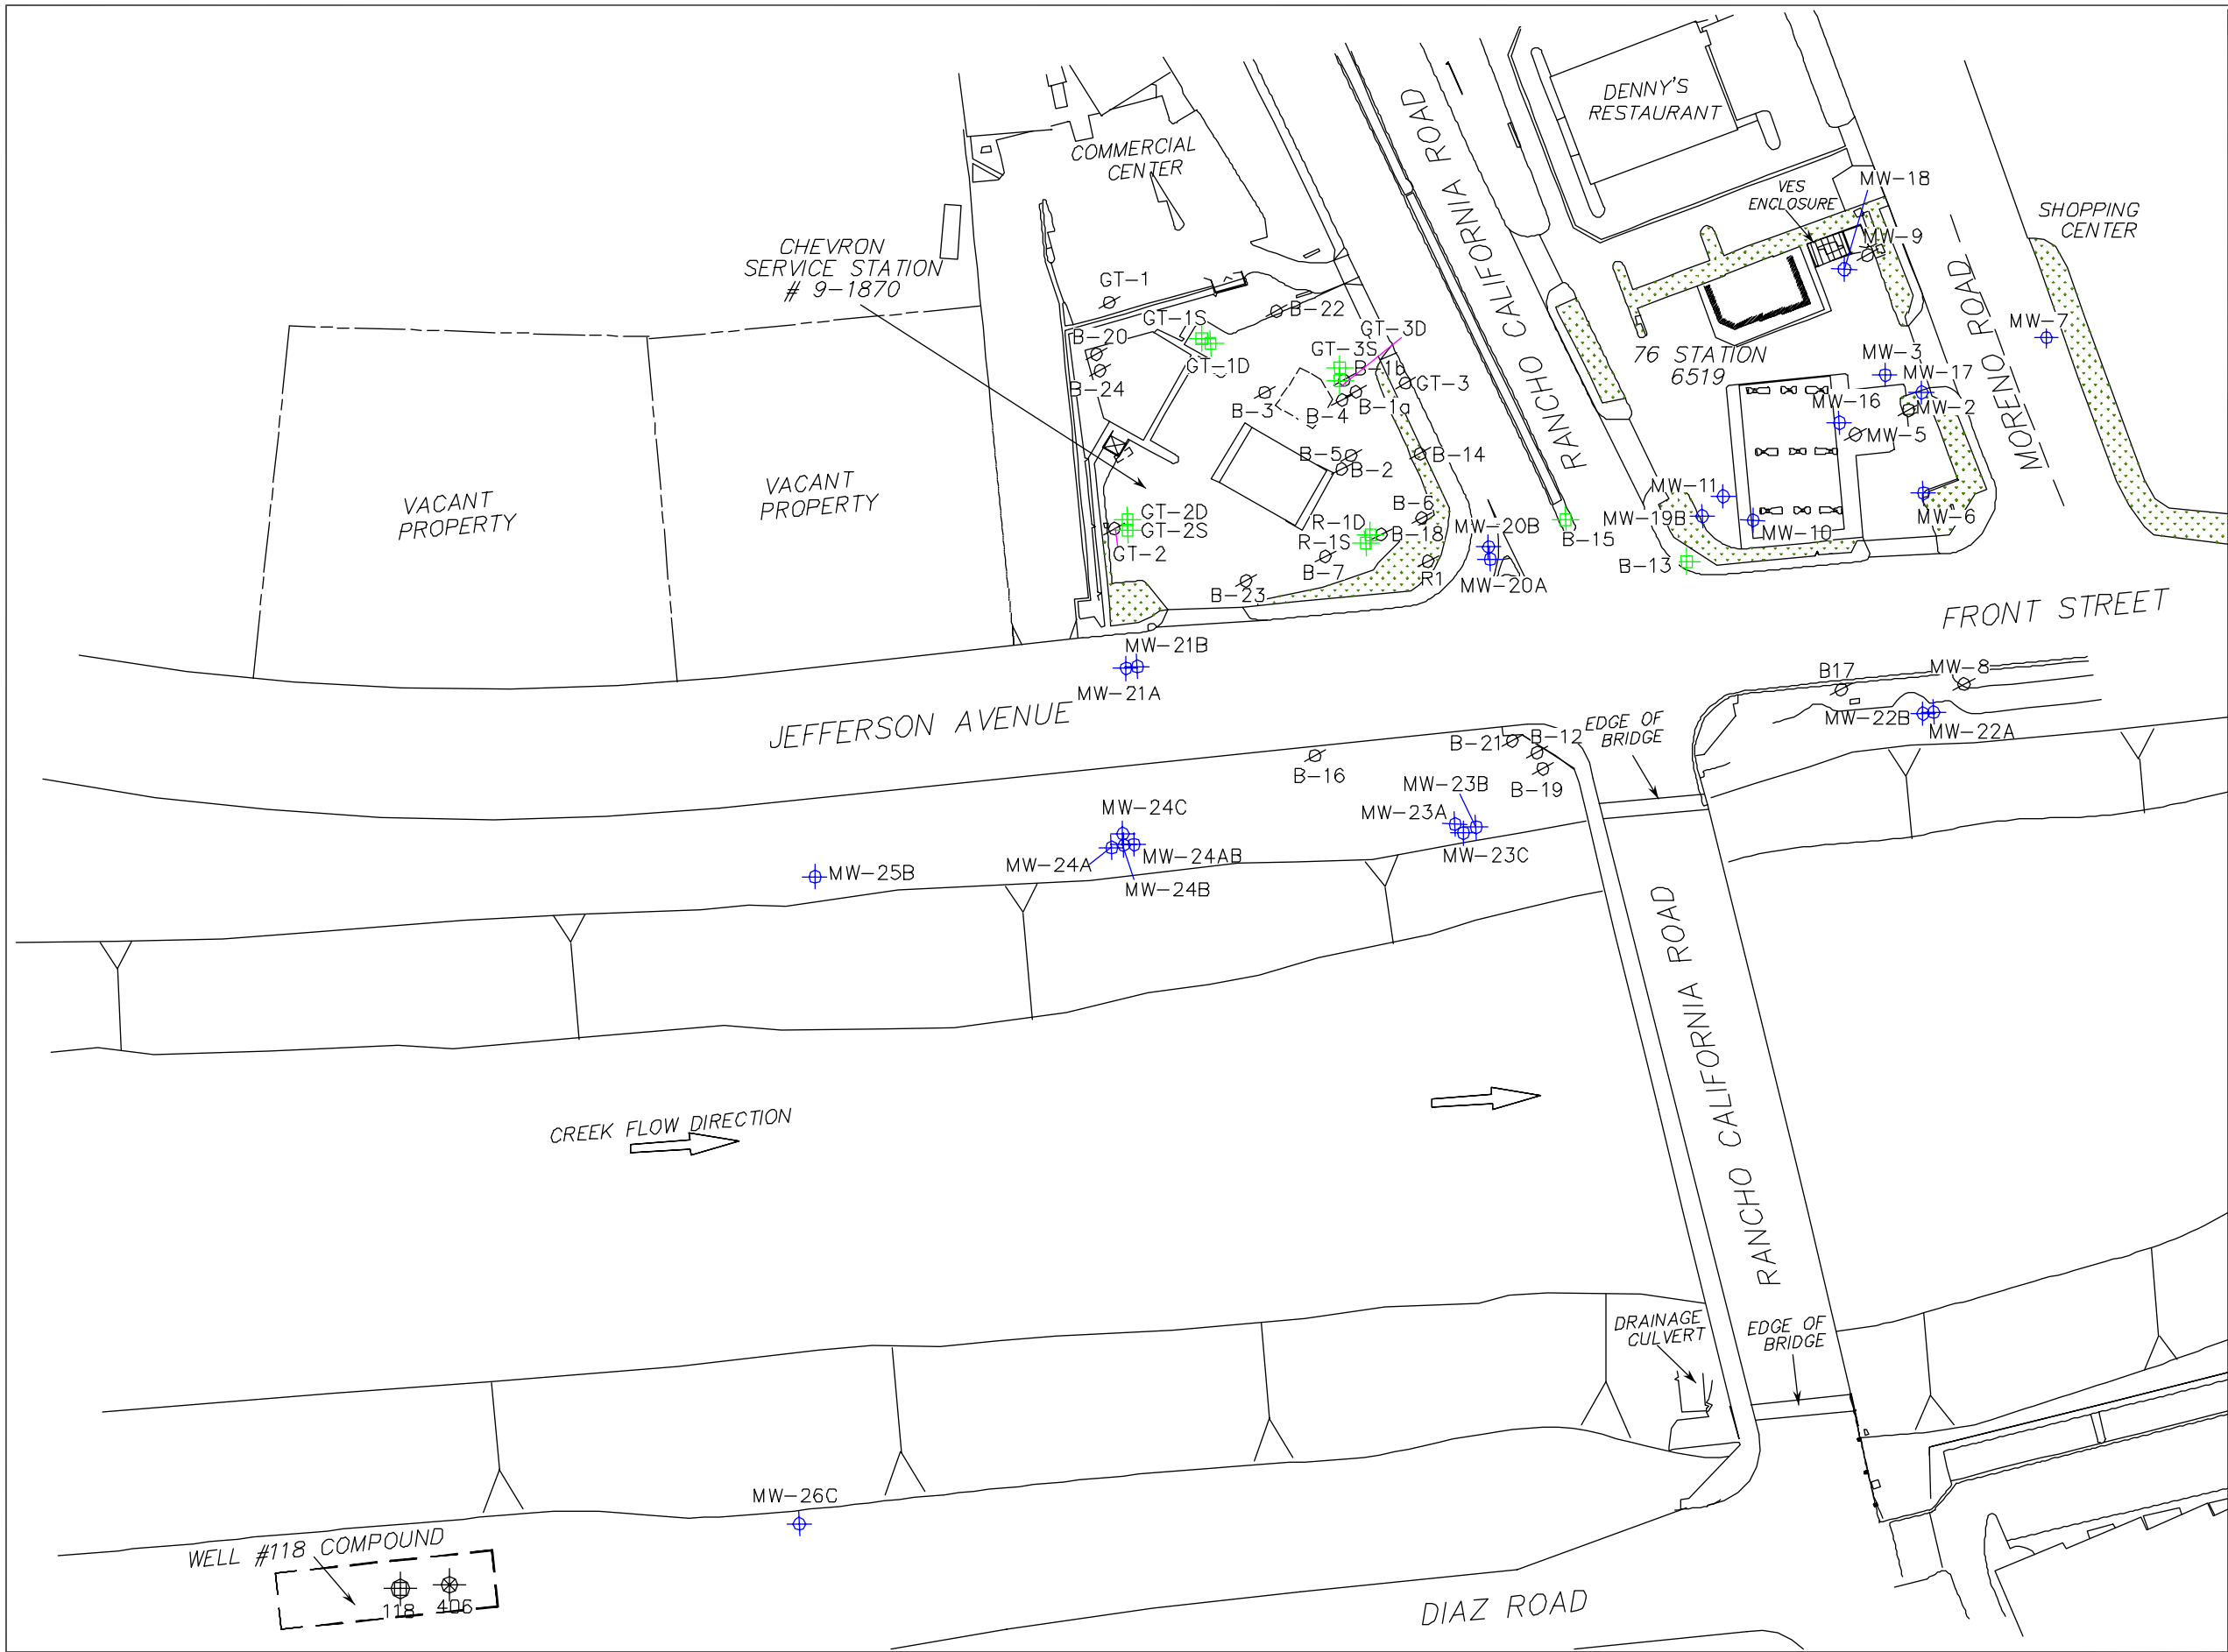 DENNY'S
RESTAURANT
RANCHO CALIFORNIA ROAD
COMMERCIAL
CENTER
VES
ENCLOSURE
MW-18
MW-9
SHOPPING
CENTER
CHEVRON
SERVICE STATION
# 9-1870
GT-1
GT-1S
GT-1D
B-20
B-24
B-22
GT-3D
GT-3S
B-1b
GT-3
B-3
B-4
B-1a
76 STATION
6519
MORENO ROAD
MW-7
MW-3
MW-17
MW-16
MW-2
MW-5
VACANT
PROPERTY
VACANT
PROPERTY
B-5
B-2
B-14
B-6
MW-11
MW-19B
MW-10
MW-6
GT-2D
GT-2S
GT-2
R-1D
R-1S
B-18
B-7
B-23
R1
MW-20B
MW-20A
B-15
B-13
FRONT STREET
MW-21B
MW-21A
JEFFERSON AVENUE
B17
MW-8
MW-22B
MW-22A
EDGE OF
BRIDGE
B-21
B-12
B-16
B-19
MW-23B
MW-23A
MW-23C
MW-24C
MW-24A
MW-24AB
MW-24B
MW-25B
RANCHO CALIFORNIA ROAD
CREEK FLOW DIRECTION
DRAINAGE
CULVERT
EDGE OF
BRIDGE
MW-26C
WELL #118 COMPOUND
118
406
DIAZ ROAD